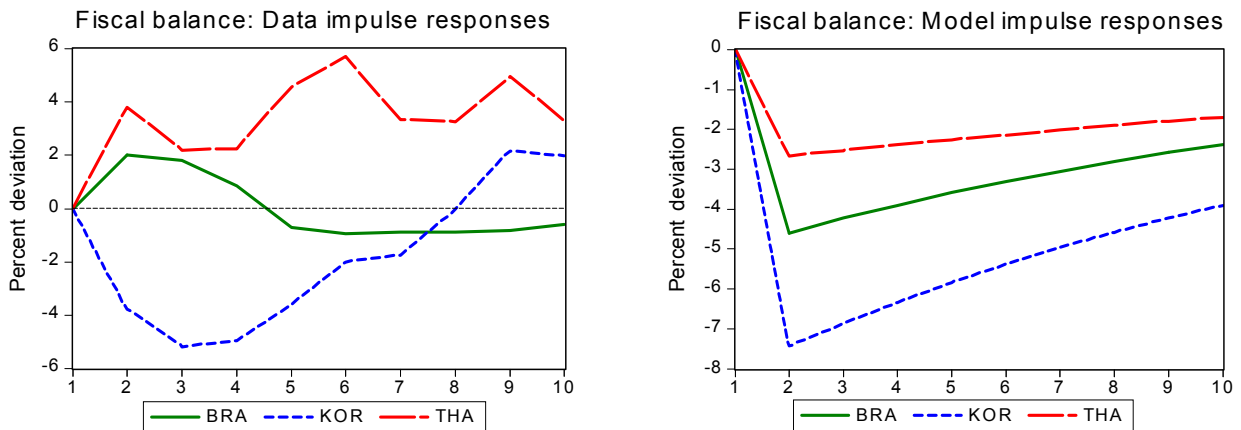 Fiscal balance: Data impulse responses
Percent deviation
6
4
2
0
-2
-4
-6
1 2 3 4 5 6 7 8 9 10
BRA KOR THA
Fiscal balance: Model impulse responses
Percent deviation
0
-1
-2
-3
-4
-5
-6
-7
-8
1 2 3 4 5 6 7 8 9 10
BRA KOR THA